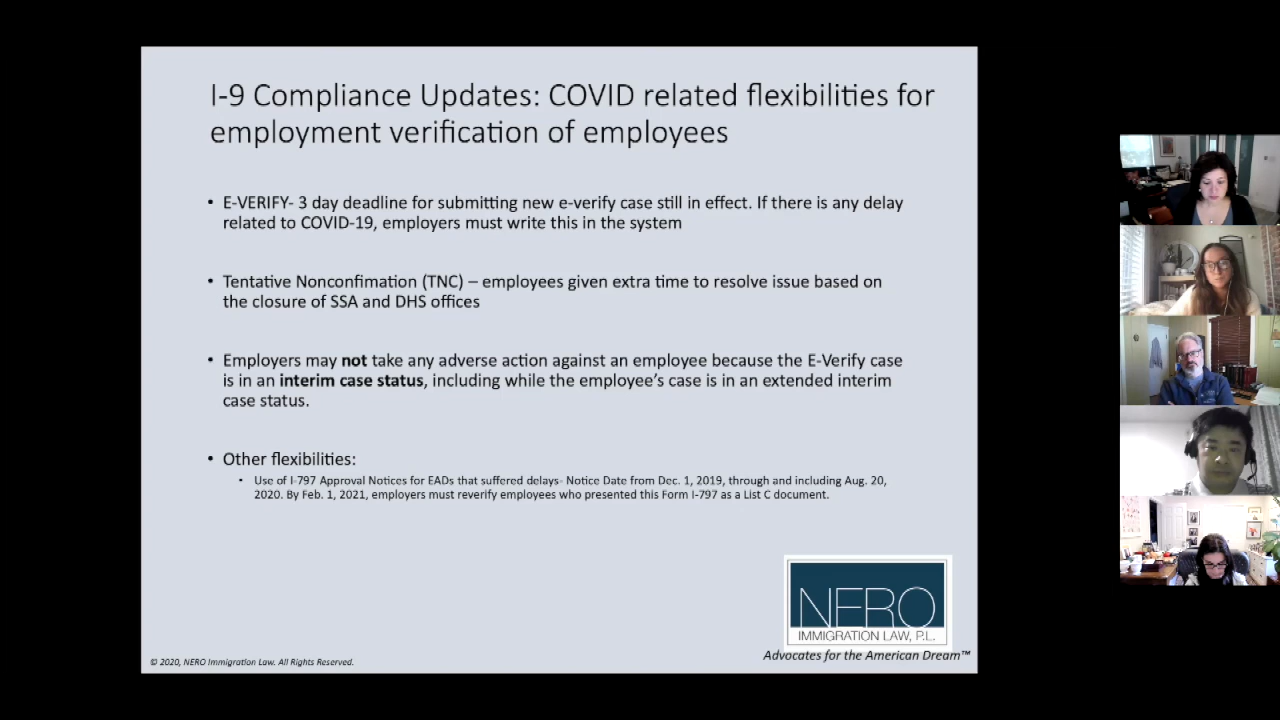 I-9 Compliance Updates: COVID related flexibilities for
employment verification of employees
• E-VERIFY- 3 day deadline for submitting new e-verify case still in effect. If there is any delay
related to COVID-19, employers must write this in the system
• Tentative Nonconfimation (TNC) – employees given extra time to resolve issue based on
the closure of SSA and DHS offices
• Employers may not take any adverse action against an employee because the E-Verify case
is in an interim case status, including while the employee's case is in an extended interim
case status.
• Other flexibilities:
• Use of I-797 Approval Notices for EADs that suffered delays- Notice Date from Dec. 1, 2019, through and including Aug. 20,
2020. By Feb. 1, 2021, employers must reverify employees who presented this Form I-797 as a List C document.
NERO
IMMIGRATION LAW, P.L.
Advocates for the American Dream™
© 2020, NERO Immigration Law. All Rights Reserved.